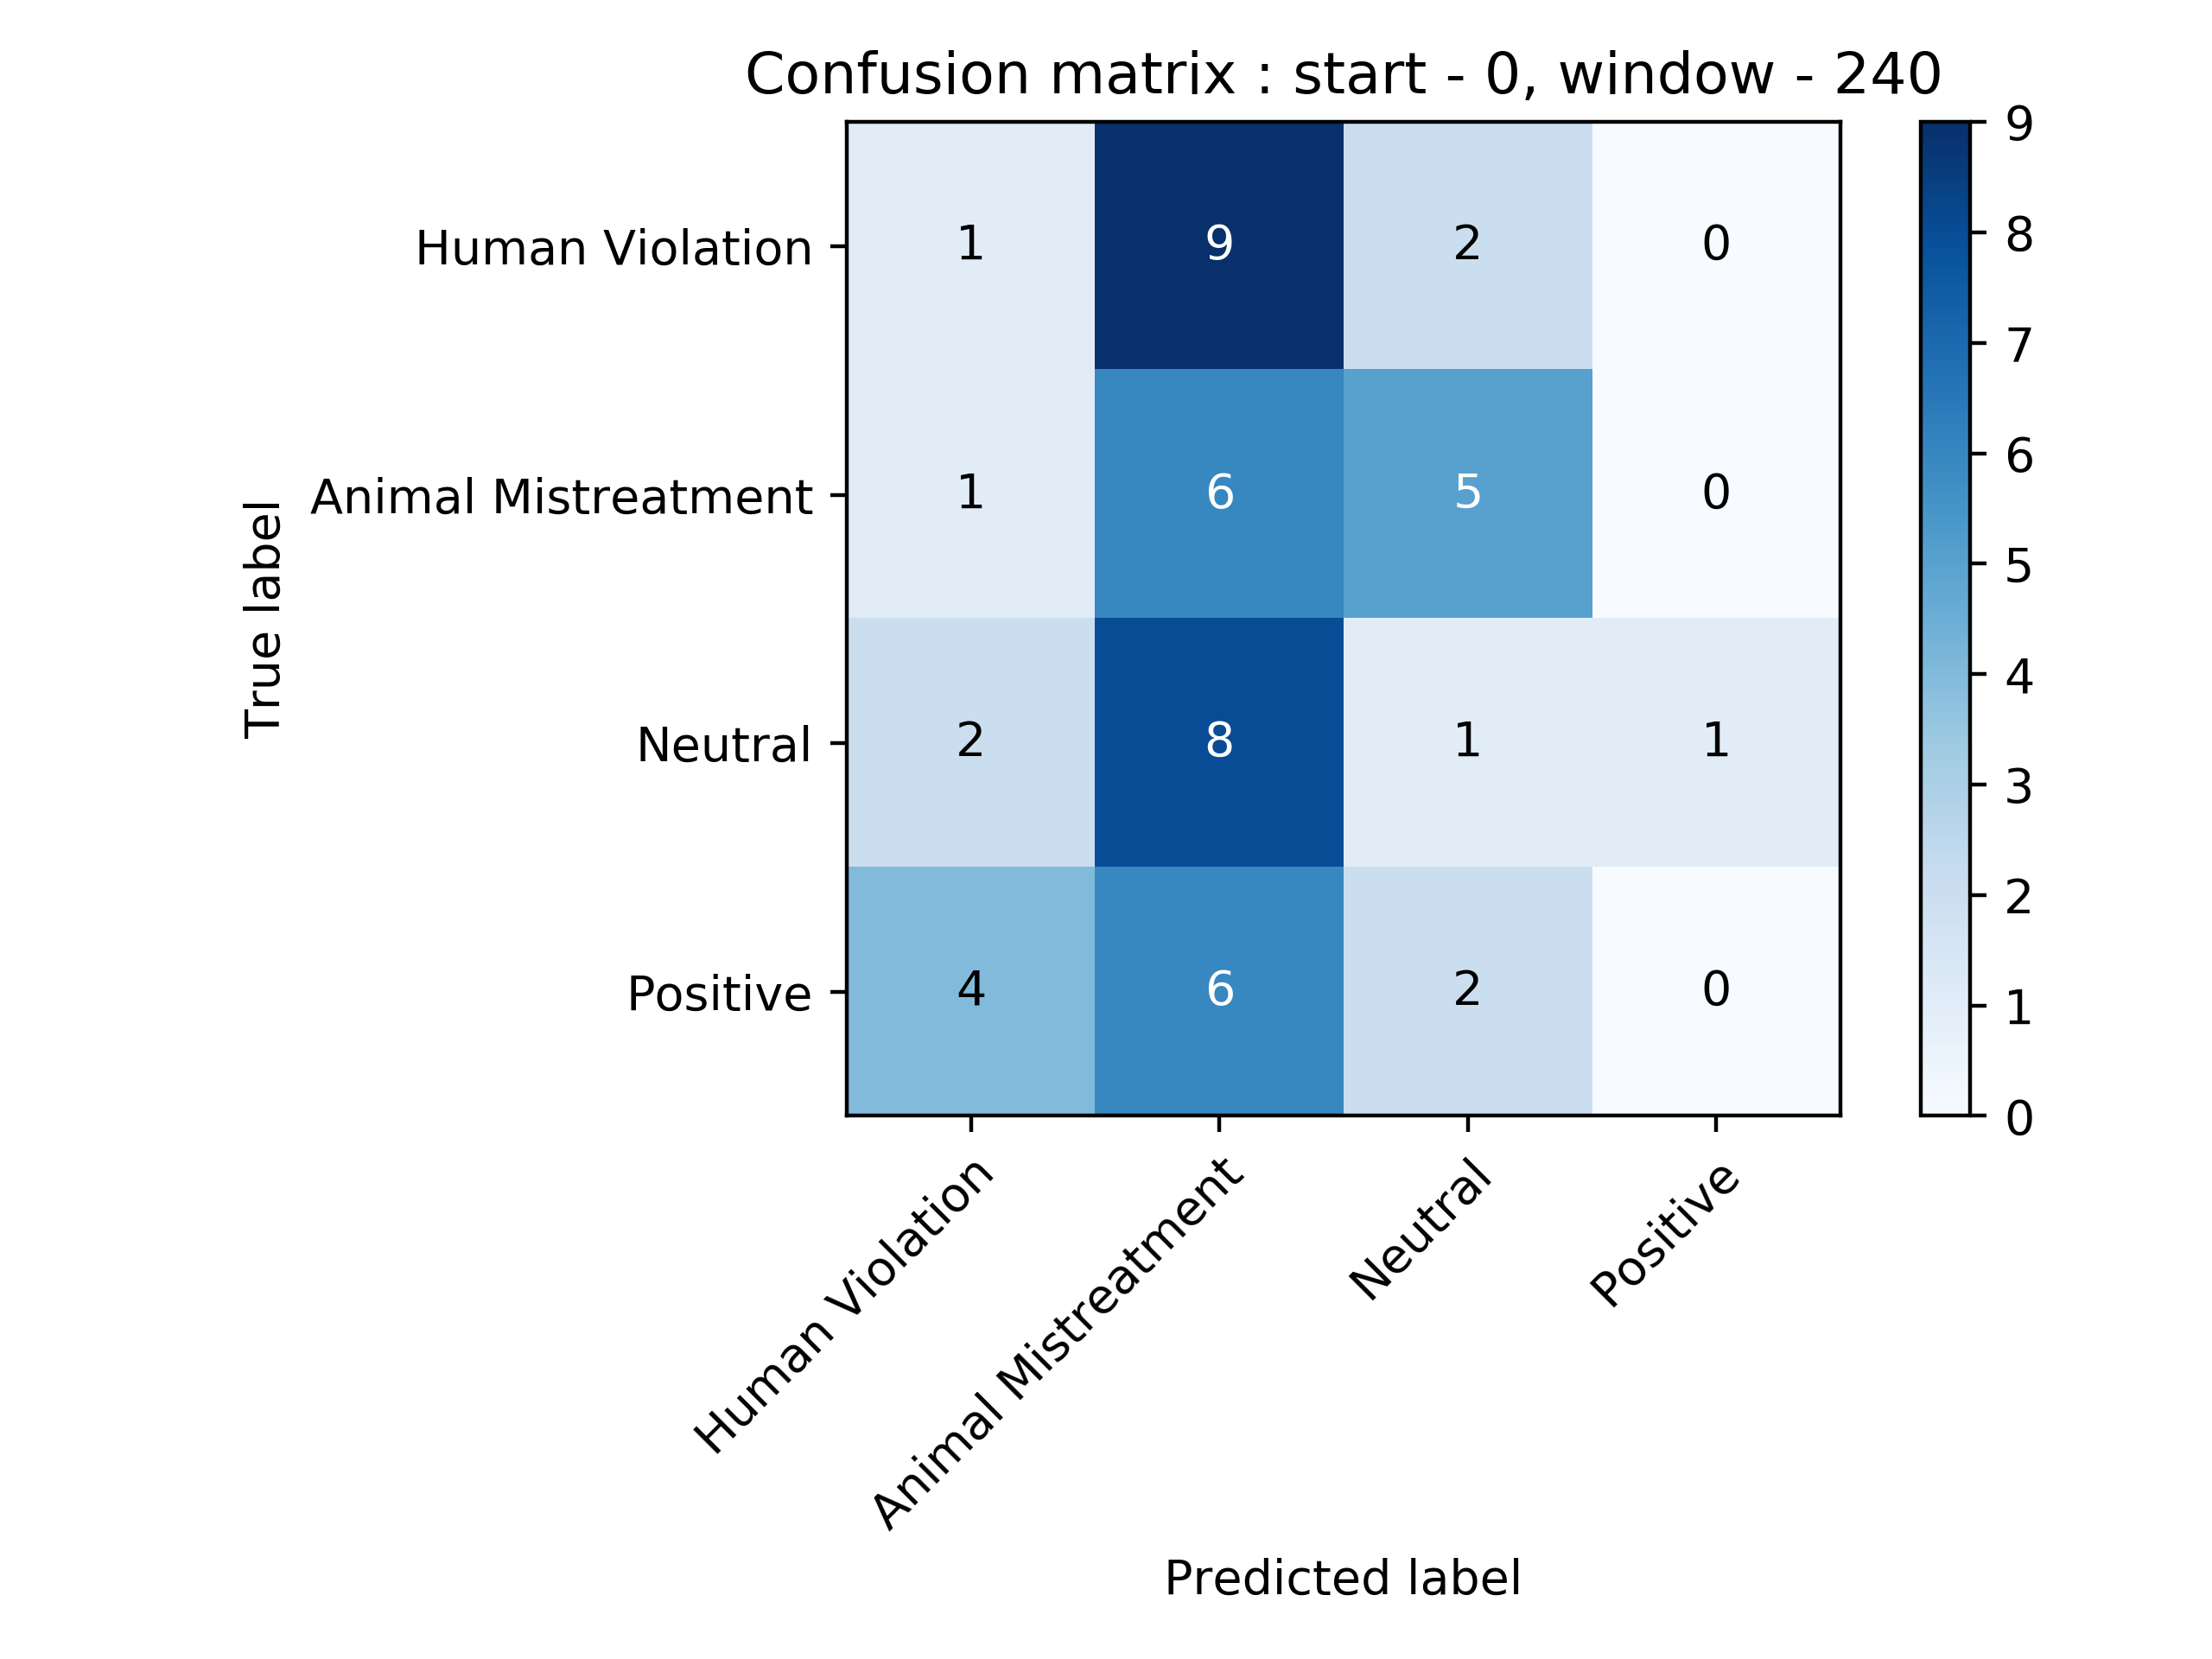 Confusion matrix : start - 0, window - 240
True label
Human Violation
1 9 2 0
Animal Mistreatment
1 6 5 0
Neutral
2 8 1 1
Positive
4 6 2 0
Human Violation
Animal Mistreatment
Neutral
Positive
Predicted label
9
8
7
6
5
4
3
2
1
0